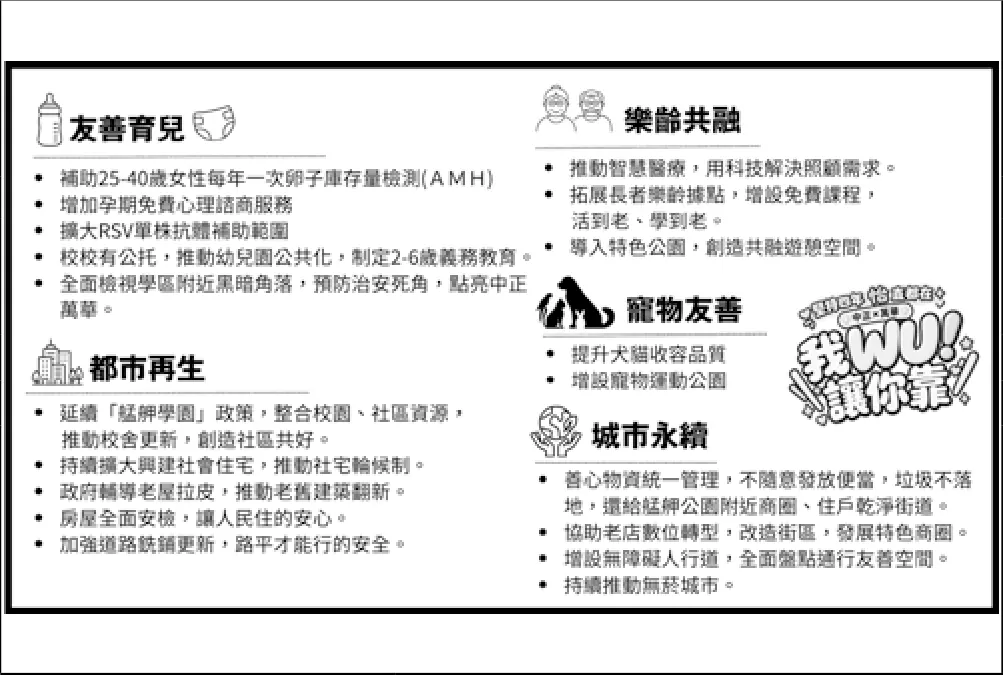 友善育兒
• 補助25-40歲女性每年一次卵子庫存量檢測(AMH)
• 增加孕期免費心理諮商服務
• 擴大RSV單株抗體補助範圍
• 校校有公托，推動幼兒園公共化，制定2-6歲義務教育。
• 全面檢視學區附近黑暗角落，預防治安死角，點亮中正
萬華。
都市再生
• 延續「艋舺學園」政策，整合校園、社區資源，
推動校舍更新，創造社區共好。
• 持續擴大興建社會住宅，推動社宅輪候制。
• 政府輔導老屋拉皮，推動老舊建築翻新。
• 房屋全面安檢，讓人民住的安心。
• 加強道路銑鋪更新，路平才能行的安全。
樂齡共融
• 推動智慧醫療，用科技解決照顧需求。
• 拓展長者樂齡據點，增設免費課程，
活到老、學到老。
• 導入特色公園，創造共融遊憩空間。
寵物友善
• 提升犬貓收容品質
• 增設寵物運動公園
堅持四年 怡直都在
中正×萬華
我WU!
讓你靠
城市永續
• 善心物資統一管理，不隨意發放便當，垃圾不落
地，還給艋舺公園附近商圈、住戶乾淨街道。
• 協助老店數位轉型，改造街區，發展特色商圈。
• 增設無障礙人行道，全面盤點通行友善空間。
• 持續推動無菸城市。